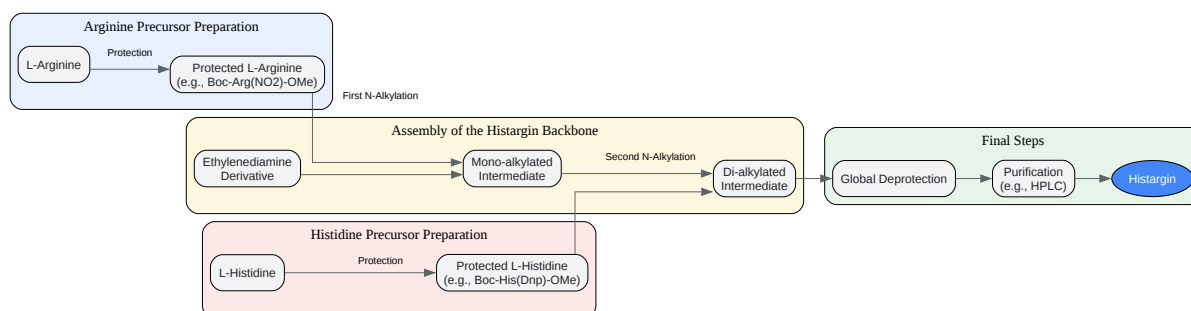 Arginine Precursor Preparation
L-Arginine
Protection
Protected L-Arginine
(e.g., Boc-Arg(NO2)-OMe)
First N-Alkylation
Assembly of the Histargin Backbone
Ethylenediamine
Derivative
Mono-alkylated
Intermediate
Second N-Alkylation
Di-alkylated
Intermediate
Final Steps
Global Deprotection
Purification
(e.g., HPLC)
Histargin
Histidine Precursor Preparation
L-Histidine
Protection
Protected L-Histidine
(e.g., Boc-His(Dnp)-OMe)